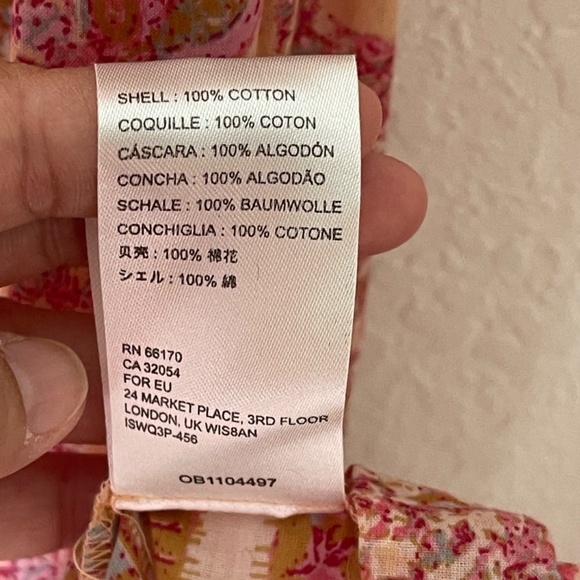 SHELL : 100% COTTON
COQUILLE : 100% COTON
CÁSCARA : 100% ALGODÓN
CONCHA : 100% ALGODÃO
SCHALE : 100% BAUMWOLLE
CONCHIGLIA : 100% COTONE
贝壳 : 100% 棉花
シェル : 100% 綿
RN 66170
CA 32054
FOR EU
24 MARKET PLACE, 3RD FLOOR
LONDON, UK WIS8AN
ISWQ3P-456
OB1104497